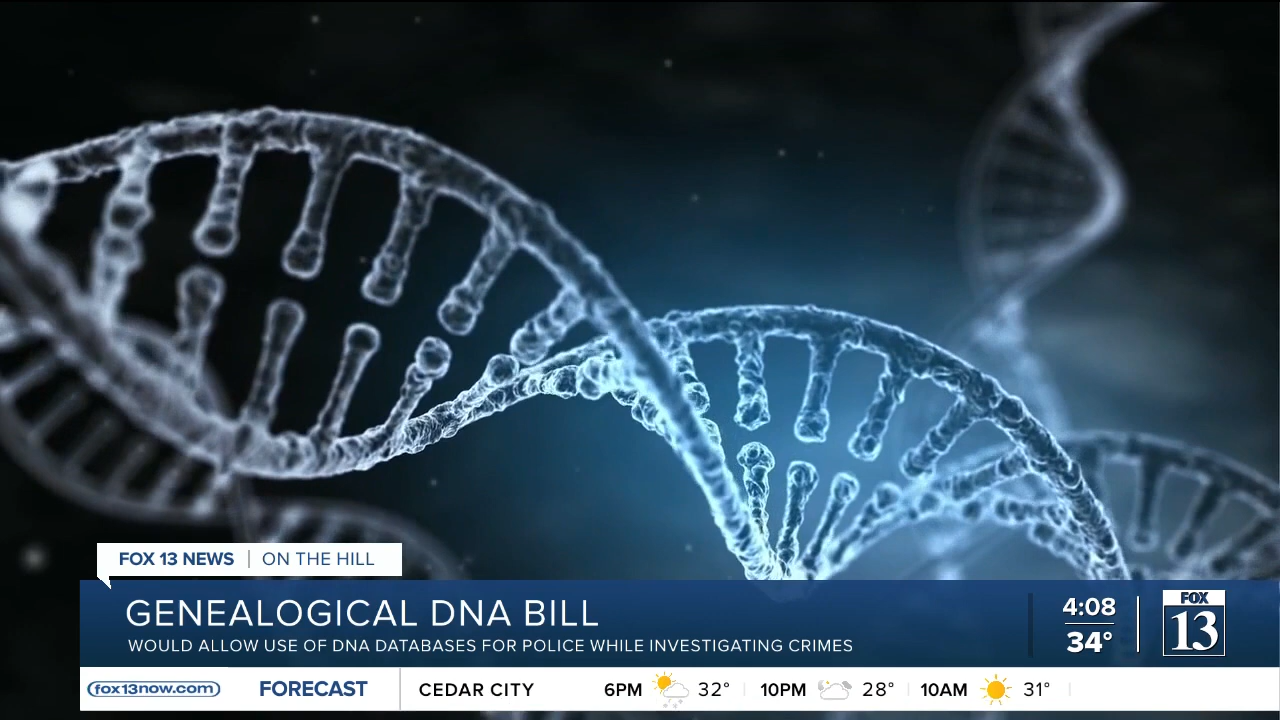 FOX 13 NEWS | ON THE HILL
GENEALOGICAL DNA BILL
WOULD ALLOW USE OF DNA DATABASES FOR POLICE WHILE INVESTIGATING CRIMES
4:08
34°
FOX
13
fox13now.com FORECAST CEDAR CITY 6PM 32° 10PM 28° 10AM 31°